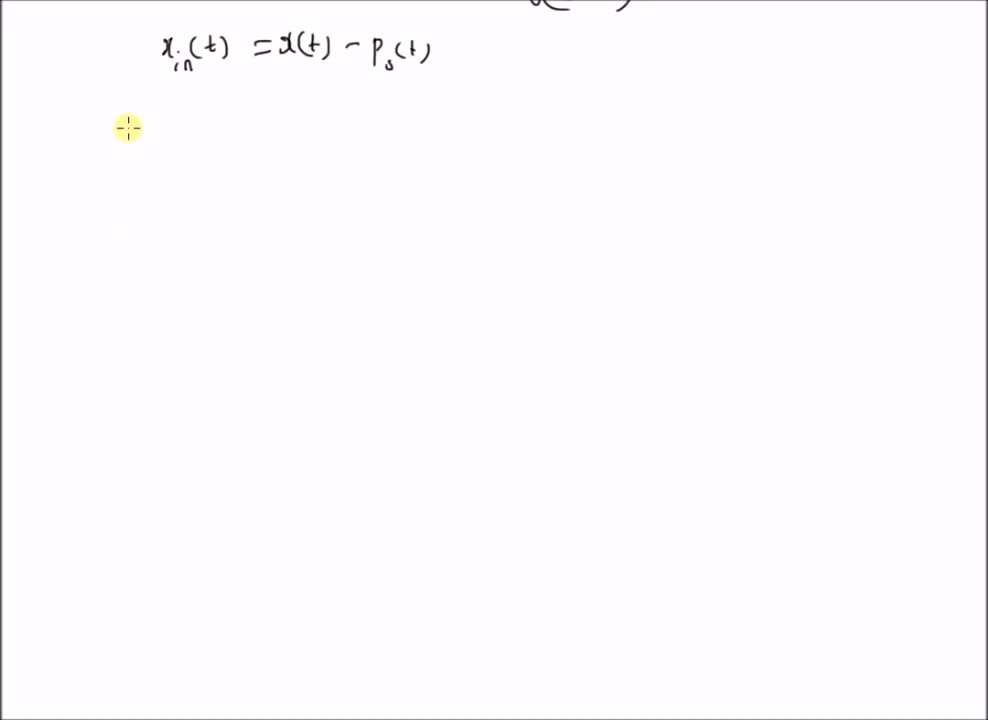 x_in(t) = x(t) - p_s(t)